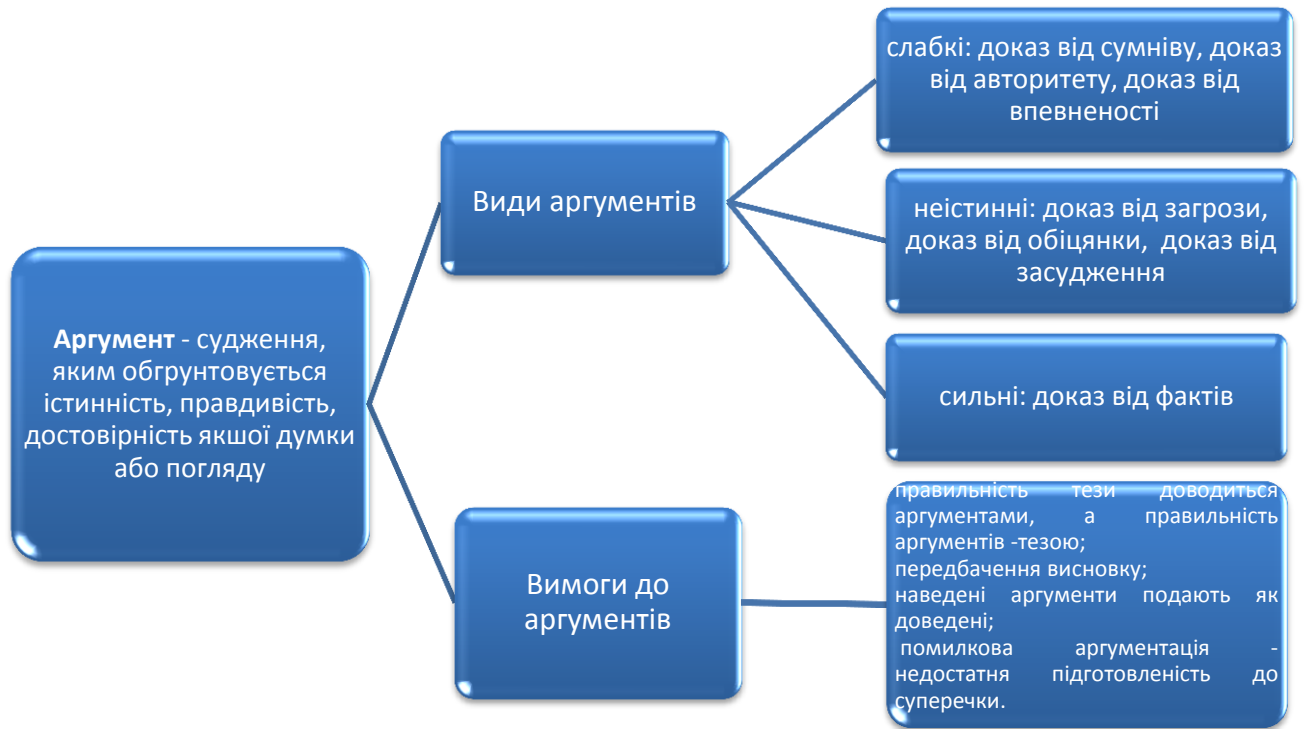 Аргумент - судження,
яким обгрунтовується
істинність, правдивість,
достовірність якшої думки
або погляду
Види аргументів
слабкі: доказ від сумніву, доказ
від авторитету, доказ від
впевненості
неістинні: доказ від загрози,
доказ від обіцянки, доказ від
засудження
сильні: доказ від фактів
Вимоги до
аргументів
правильність тези доводиться
аргументами, а правильність
аргументів -тезою;
передбачення висновку;
наведені аргументи подають як
доведені;
помилкова аргументація -
недостатня підготовленість до
суперечки.